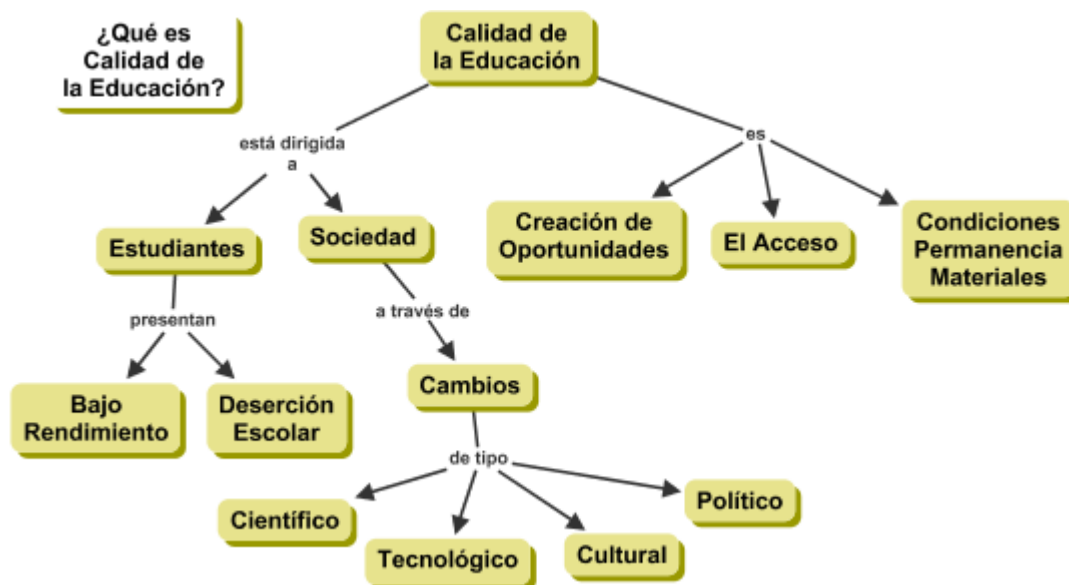 ¿Qué es
Calidad de
la Educación?
Calidad de
la Educación
está dirigida
a
es
Estudiantes
Sociedad
Creación de
Oportunidades
El Acceso
Condiciones
Permanencia
Materiales
presentan
a través de
Bajo
Rendimiento
Deserción
Escolar
Cambios
de tipo
Científico
Tecnológico
Cultural
Político